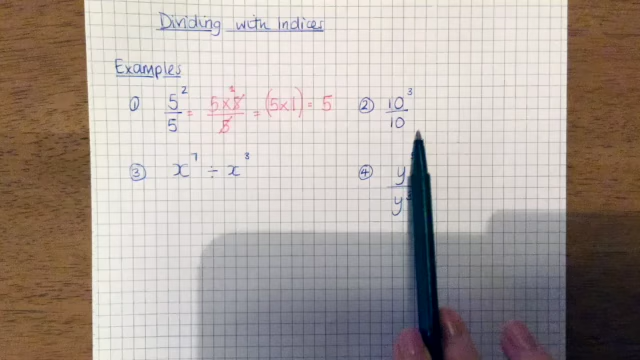 Dividing with Indices
Examples
① 5² / 5 = 5 × 5 / 5 = (5×1) = 5
② 10³ / 10
③ x⁷ ÷ x³
④ y / y